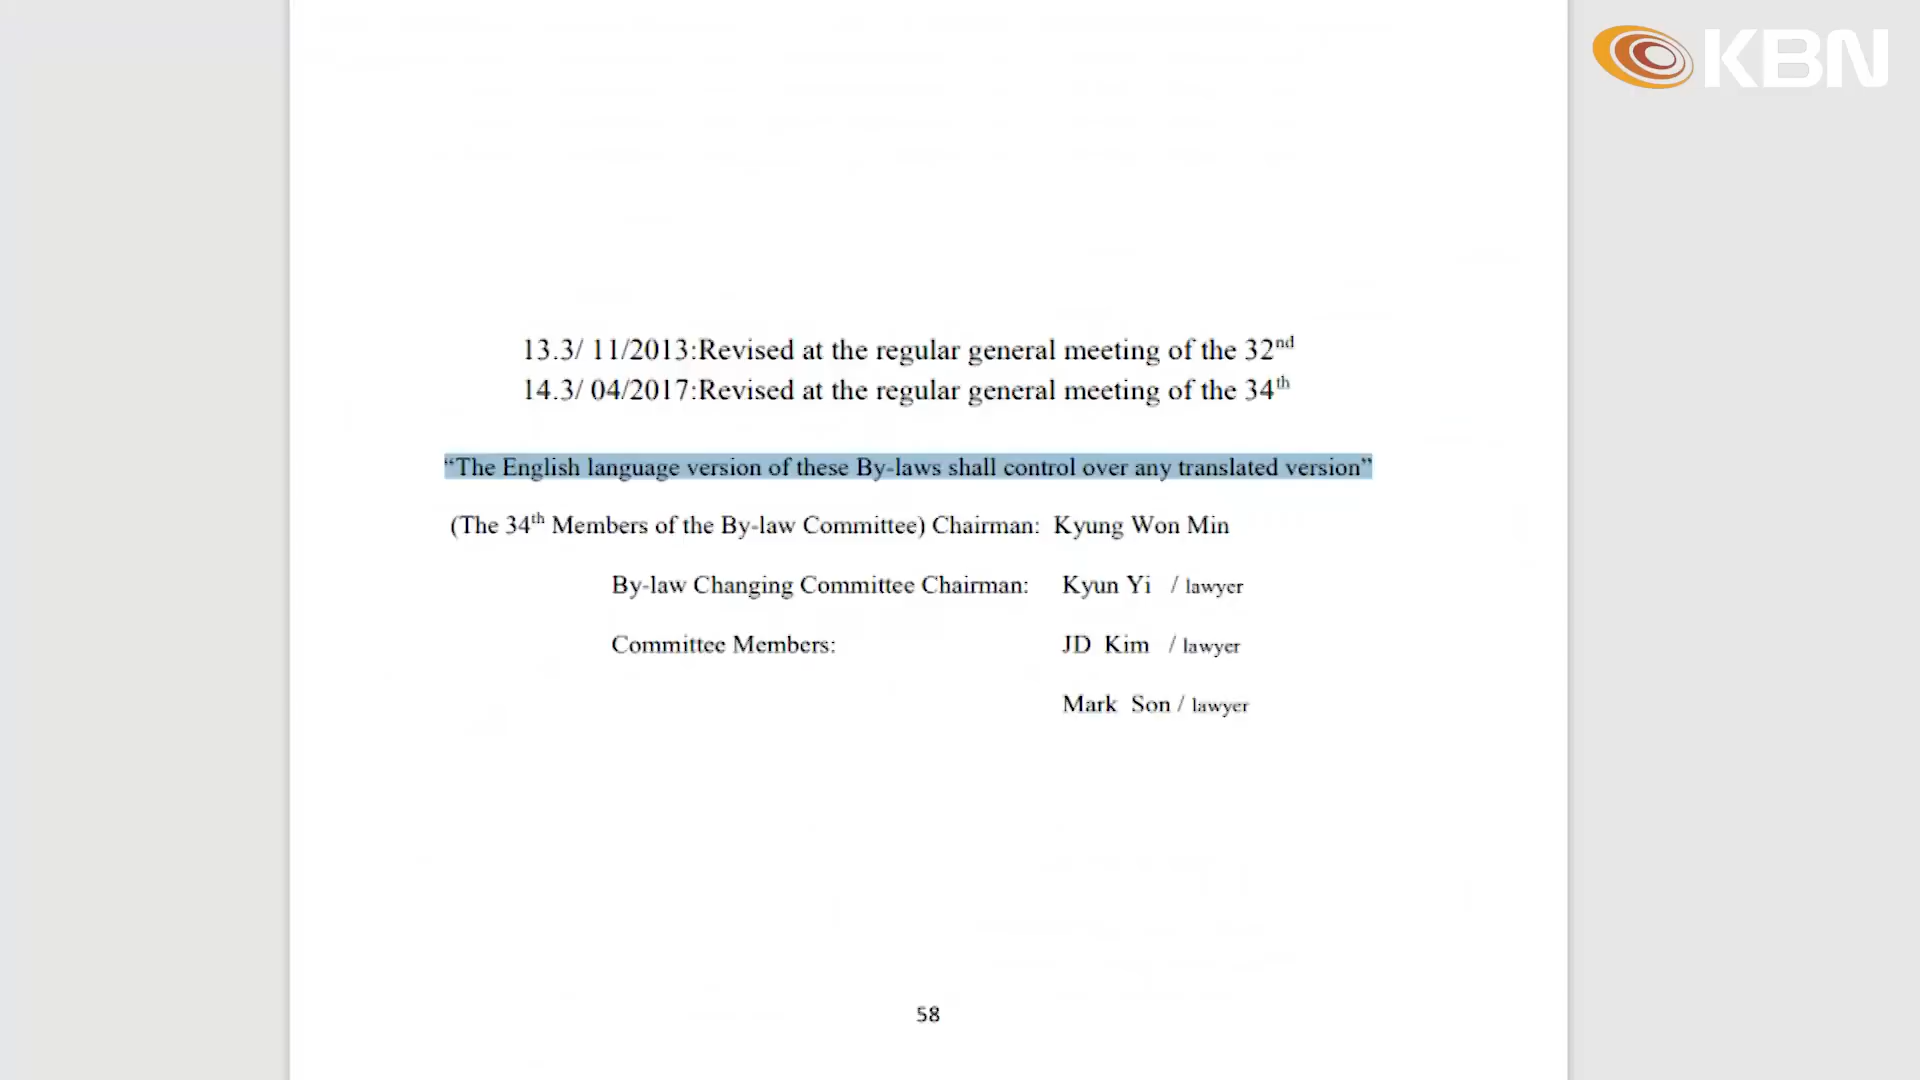 KBN
13.3/ 11/2013:Revised at the regular general meeting of the 32nd
14.3/ 04/2017:Revised at the regular general meeting of the 34th
“The English language version of these By-laws shall control over any translated version”
(The 34th Members of the By-law Committee) Chairman: Kyung Won Min
By-law Changing Committee Chairman: Kyun Yi / lawyer
Committee Members: JD Kim / lawyer
Mark Son / lawyer
58